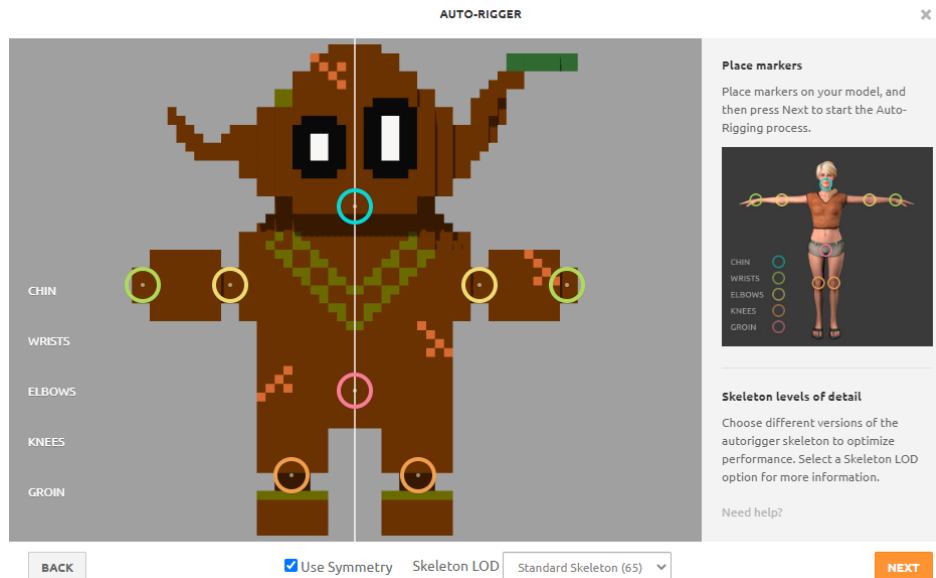 AUTO-RIGGER
×
CHIN
WRISTS
ELBOWS
KNEES
GROIN
Place markers
Place markers on your model, and
then press Next to start the Auto-
Rigging process.
CHIN
WRISTS
ELBOWS
KNEES
GROIN
Skeleton levels of detail
Choose different versions of the
autorigger skeleton to optimize
performance. Select a Skeleton LOD
option for more information.
Need help?
BACK
Use Symmetry
Skeleton LOD
Standard Skeleton (65)
NEXT